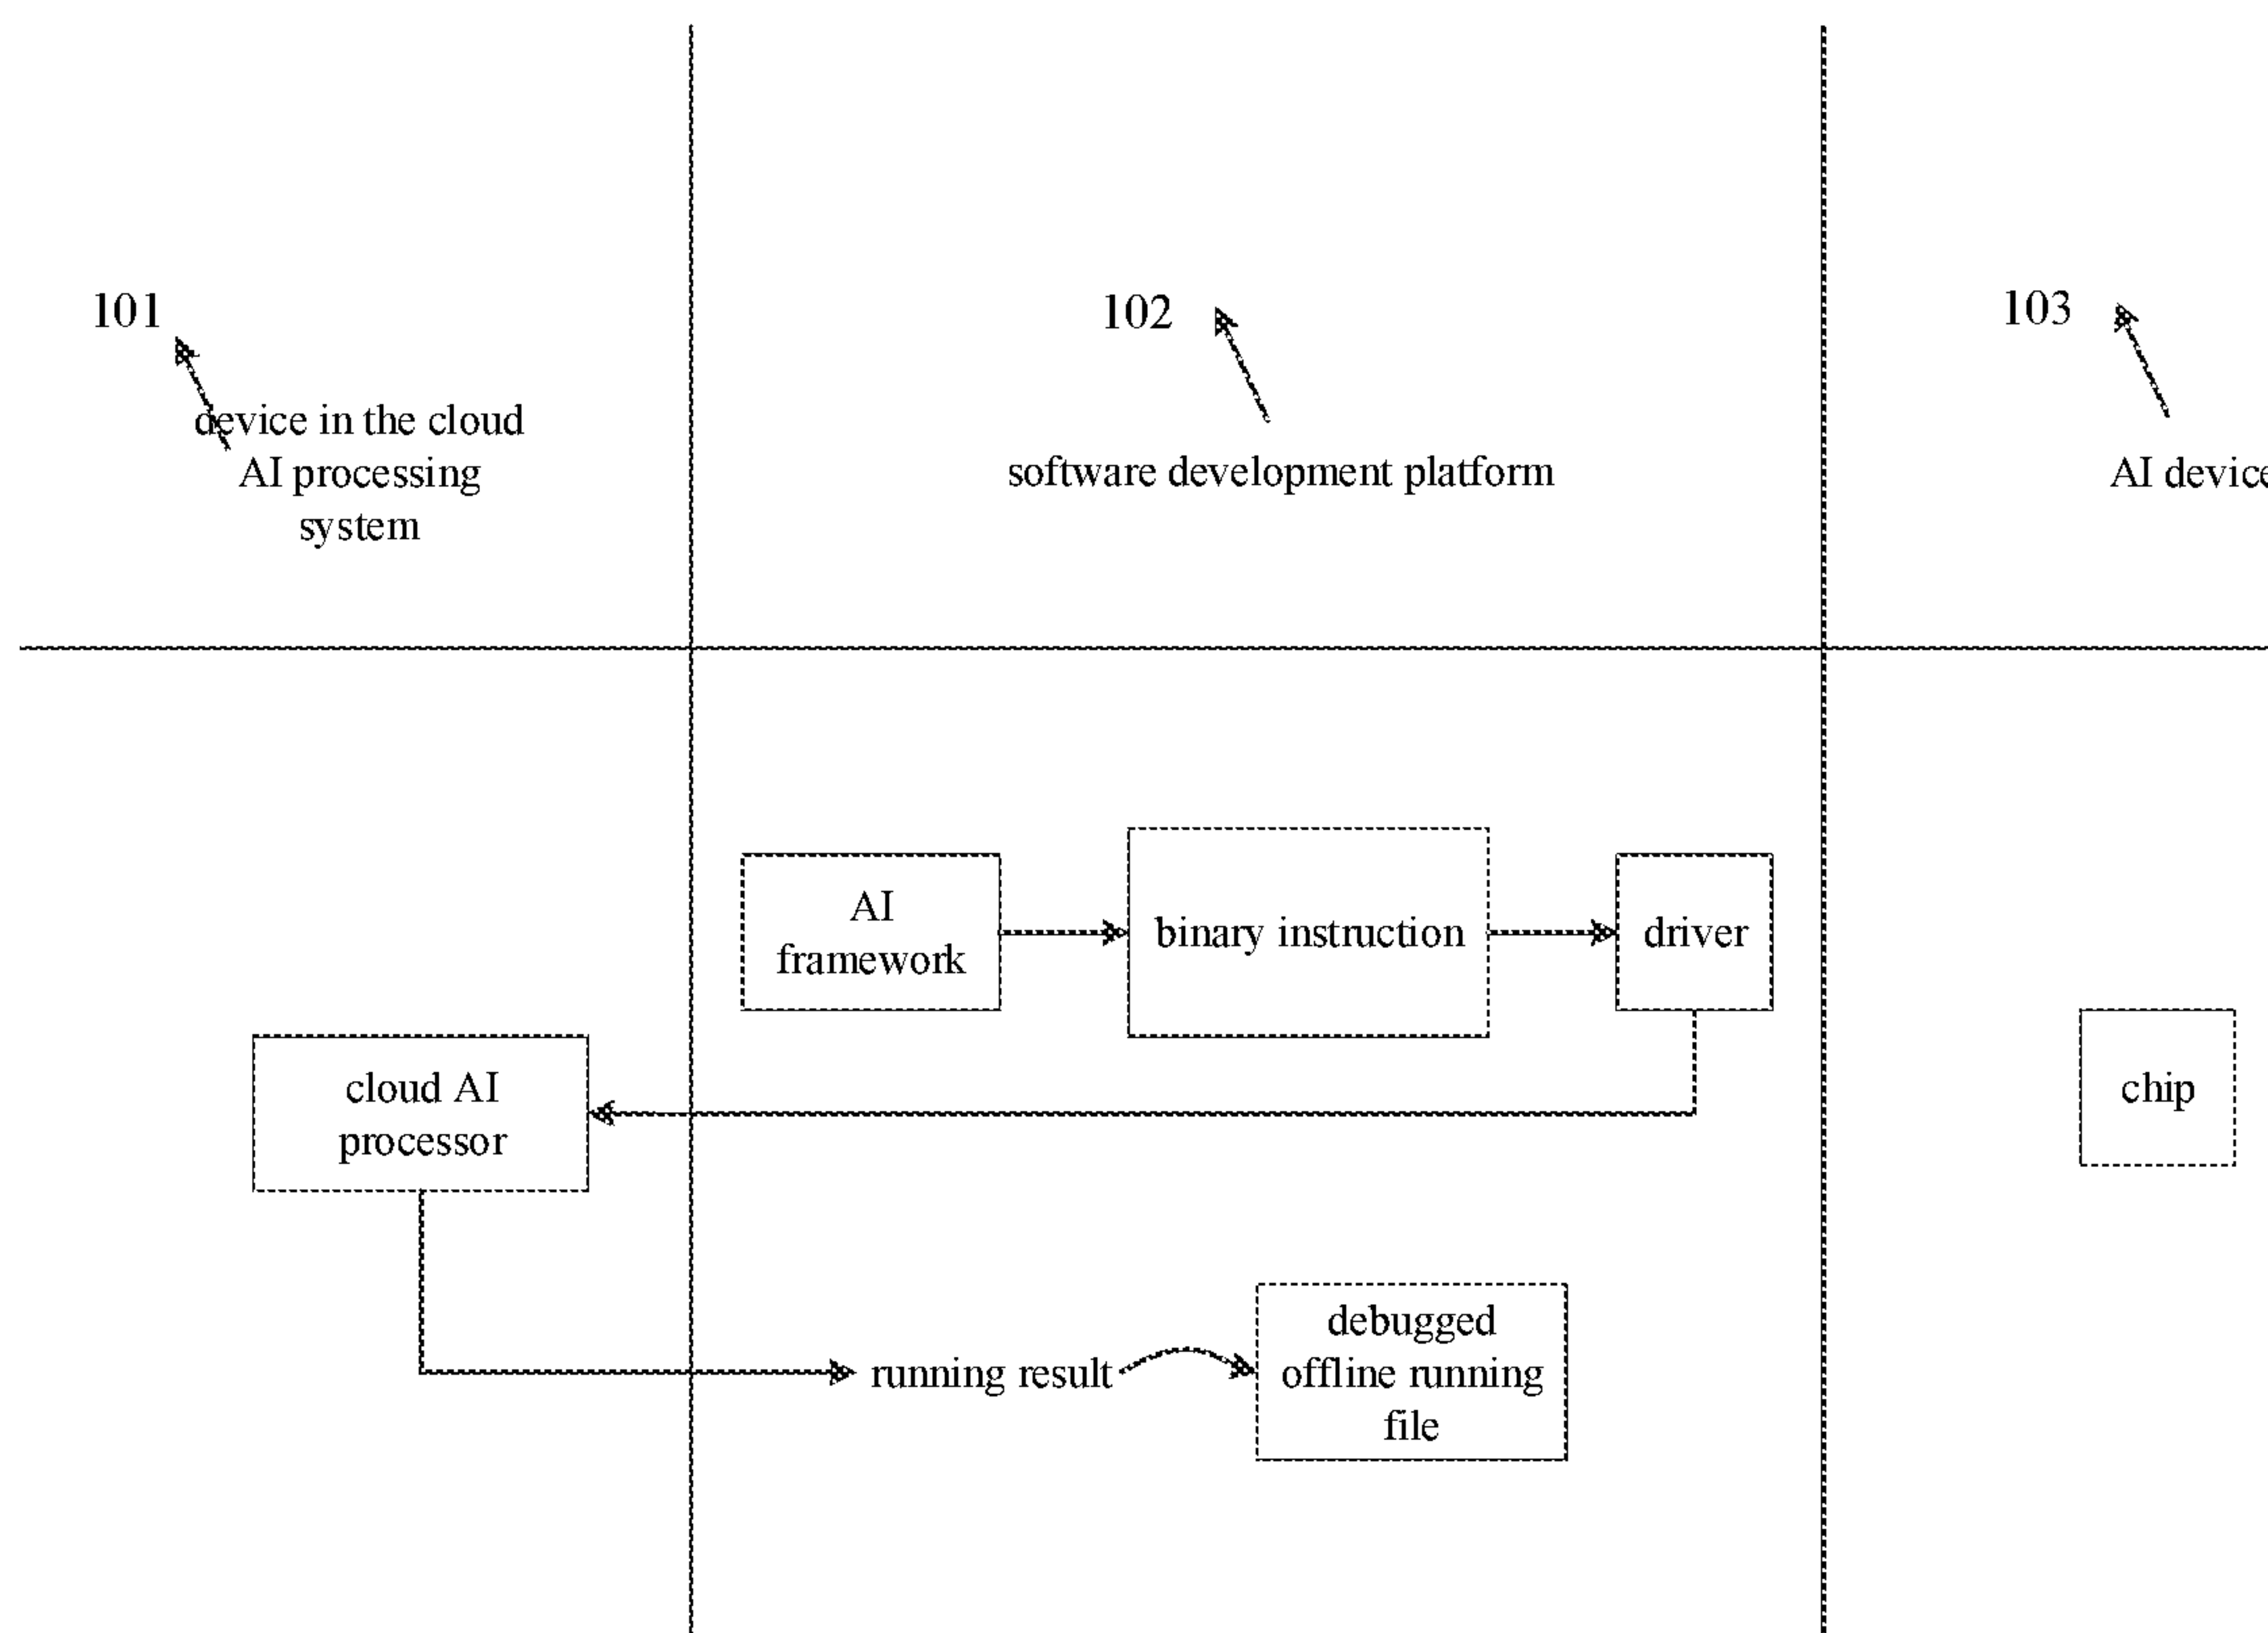 101
102
103
device in the cloud
AI processing
system
software development platform
AI device
AI
framework
binary instruction
driver
cloud AI
processor
chip
running result
debugged
offline running
file